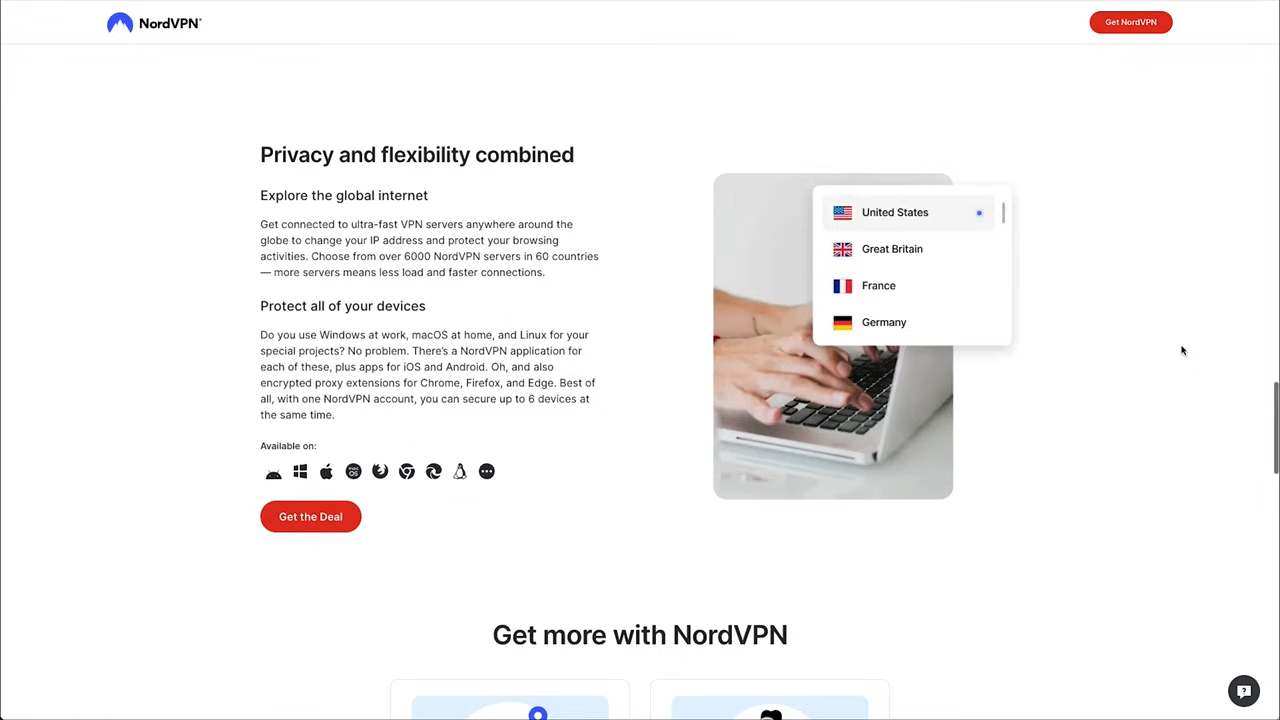 NordVPN®
Get NordVPN
Privacy and flexibility combined
Explore the global internet
Get connected to ultra-fast VPN servers anywhere around the
globe to change your IP address and protect your browsing
activities. Choose from over 6000 NordVPN servers in 60 countries
— more servers means less load and faster connections.
Protect all of your devices
Do you use Windows at work, macOS at home, and Linux for your
special projects? No problem. There's a NordVPN application for
each of these, plus apps for iOS and Android. Oh, and also
encrypted proxy extensions for Chrome, Firefox, and Edge. Best of
all, with one NordVPN account, you can secure up to 6 devices at
the same time.
Available on:
Get the Deal
United States
Great Britain
France
Germany
Get more with NordVPN